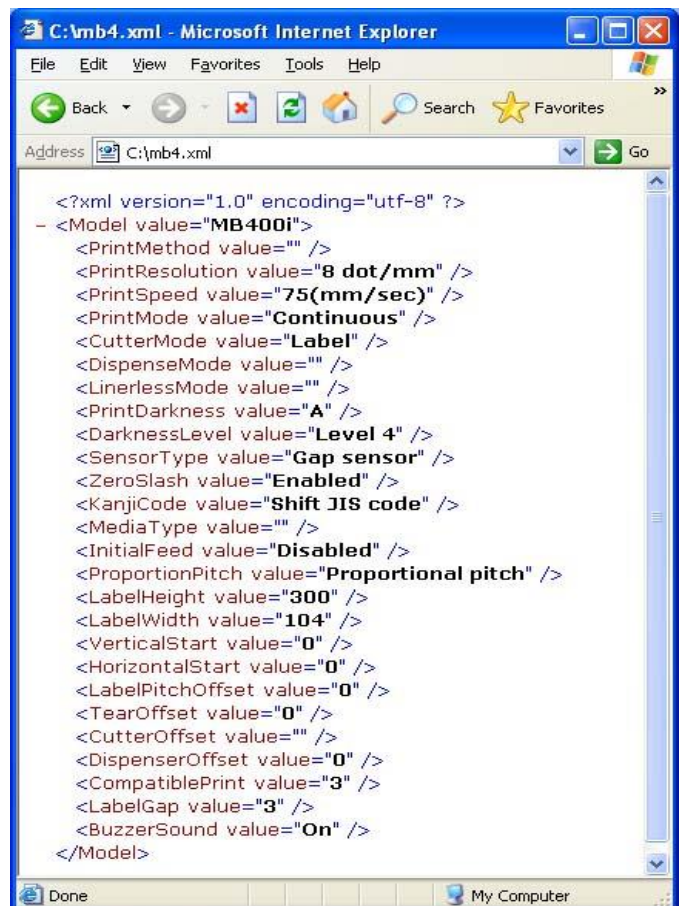 C:\mb4.xml - Microsoft Internet Explorer
File Edit View Favorites Tools Help
Back Search Favorites »
Address C:\mb4.xml Go
<?xml version="1.0" encoding="utf-8" ?>
- <Model value="MB400i">
<PrintMethod value="" />
<PrintResolution value="8 dot/mm" />
<PrintSpeed value="75(mm/sec)" />
<PrintMode value="Continuous" />
<CutterMode value="Label" />
<DispenseMode value="" />
<LinerlessMode value="" />
<PrintDarkness value="A" />
<DarknessLevel value="Level 4" />
<SensorType value="Gap sensor" />
<ZeroSlash value="Enabled" />
<KanjiCode value="Shift JIS code" />
<MediaType value="" />
<InitialFeed value="Disabled" />
<ProportionPitch value="Proportional pitch" />
<LabelHeight value="300" />
<LabelWidth value="104" />
<VerticalStart value="0" />
<HorizontalStart value="0" />
<LabelPitchOffset value="0" />
<TearOffset value="0" />
<CutterOffset value="" />
<DispenserOffset value="0" />
<CompatiblePrint value="3" />
<LabelGap value="3" />
<BuzzerSound value="On" />
</Model>
Done My Computer